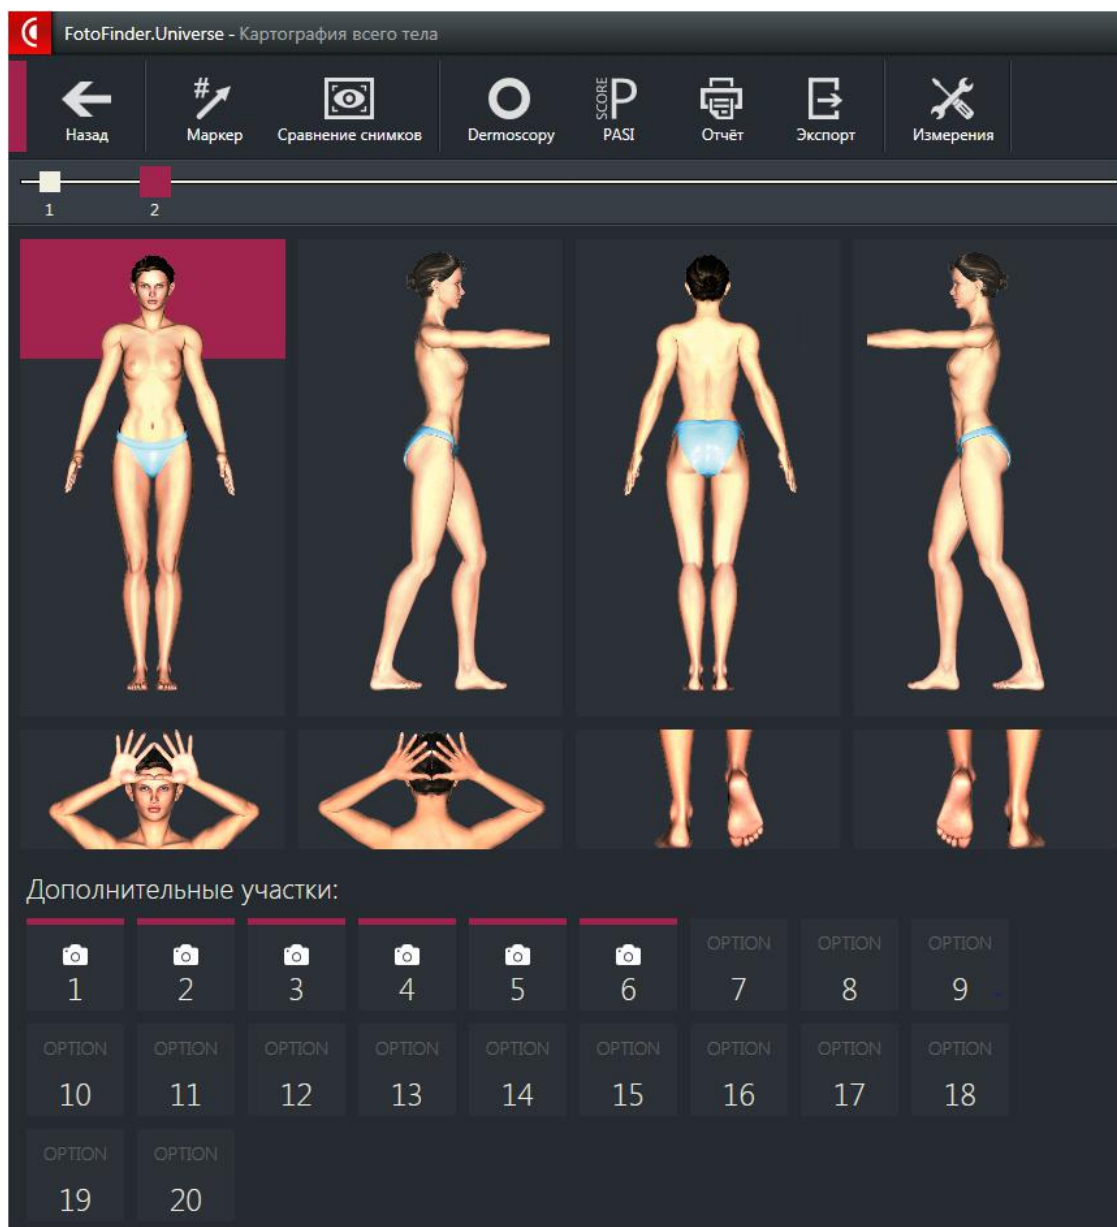 FotoFinder.Universe - Картография всего тела
Назад
# Маркер
Сравнение снимков
Dermoscopy
SCORE P
PASI
Отчёт
Экспорт
Измерения
1 2
Дополнительные участки:
OPTION OPTION OPTION
1 2 3 4 5 6 7 8 9
OPTION OPTION OPTION OPTION OPTION OPTION OPTION OPTION OPTION
10 11 12 13 14 15 16 17 18
OPTION OPTION
19 20